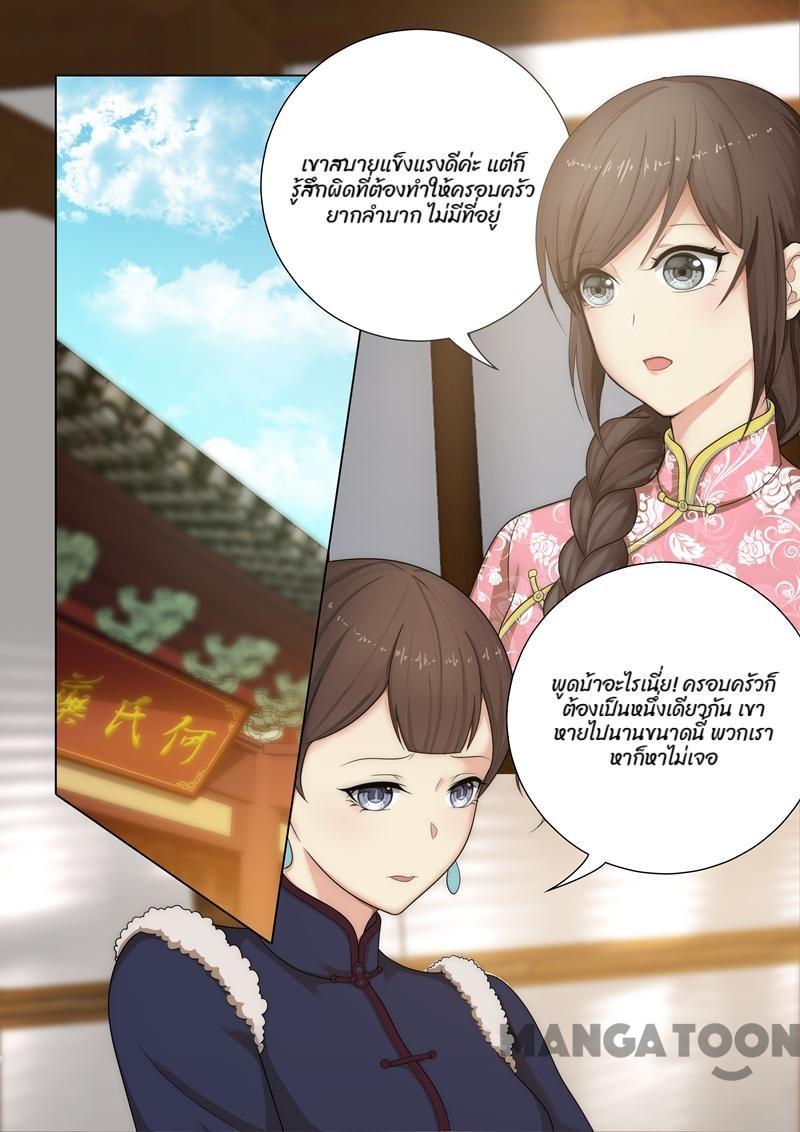 เขาสบายแข็งแรงดีค่ะ แต่ก็
รู้สึกผิดที่ต้องทำให้ครอบครัว
ยากลำบาก ไม่มีที่อยู่
พูดบ้าอะไรเนี่ย! ครอบครัวก็
ต้องเป็นหนึ่งเดียวกัน เขา
หายไปนานขนาดนี้ พวกเรา
หาก็หาไม่เจอ
藥氏何
MANGATOON